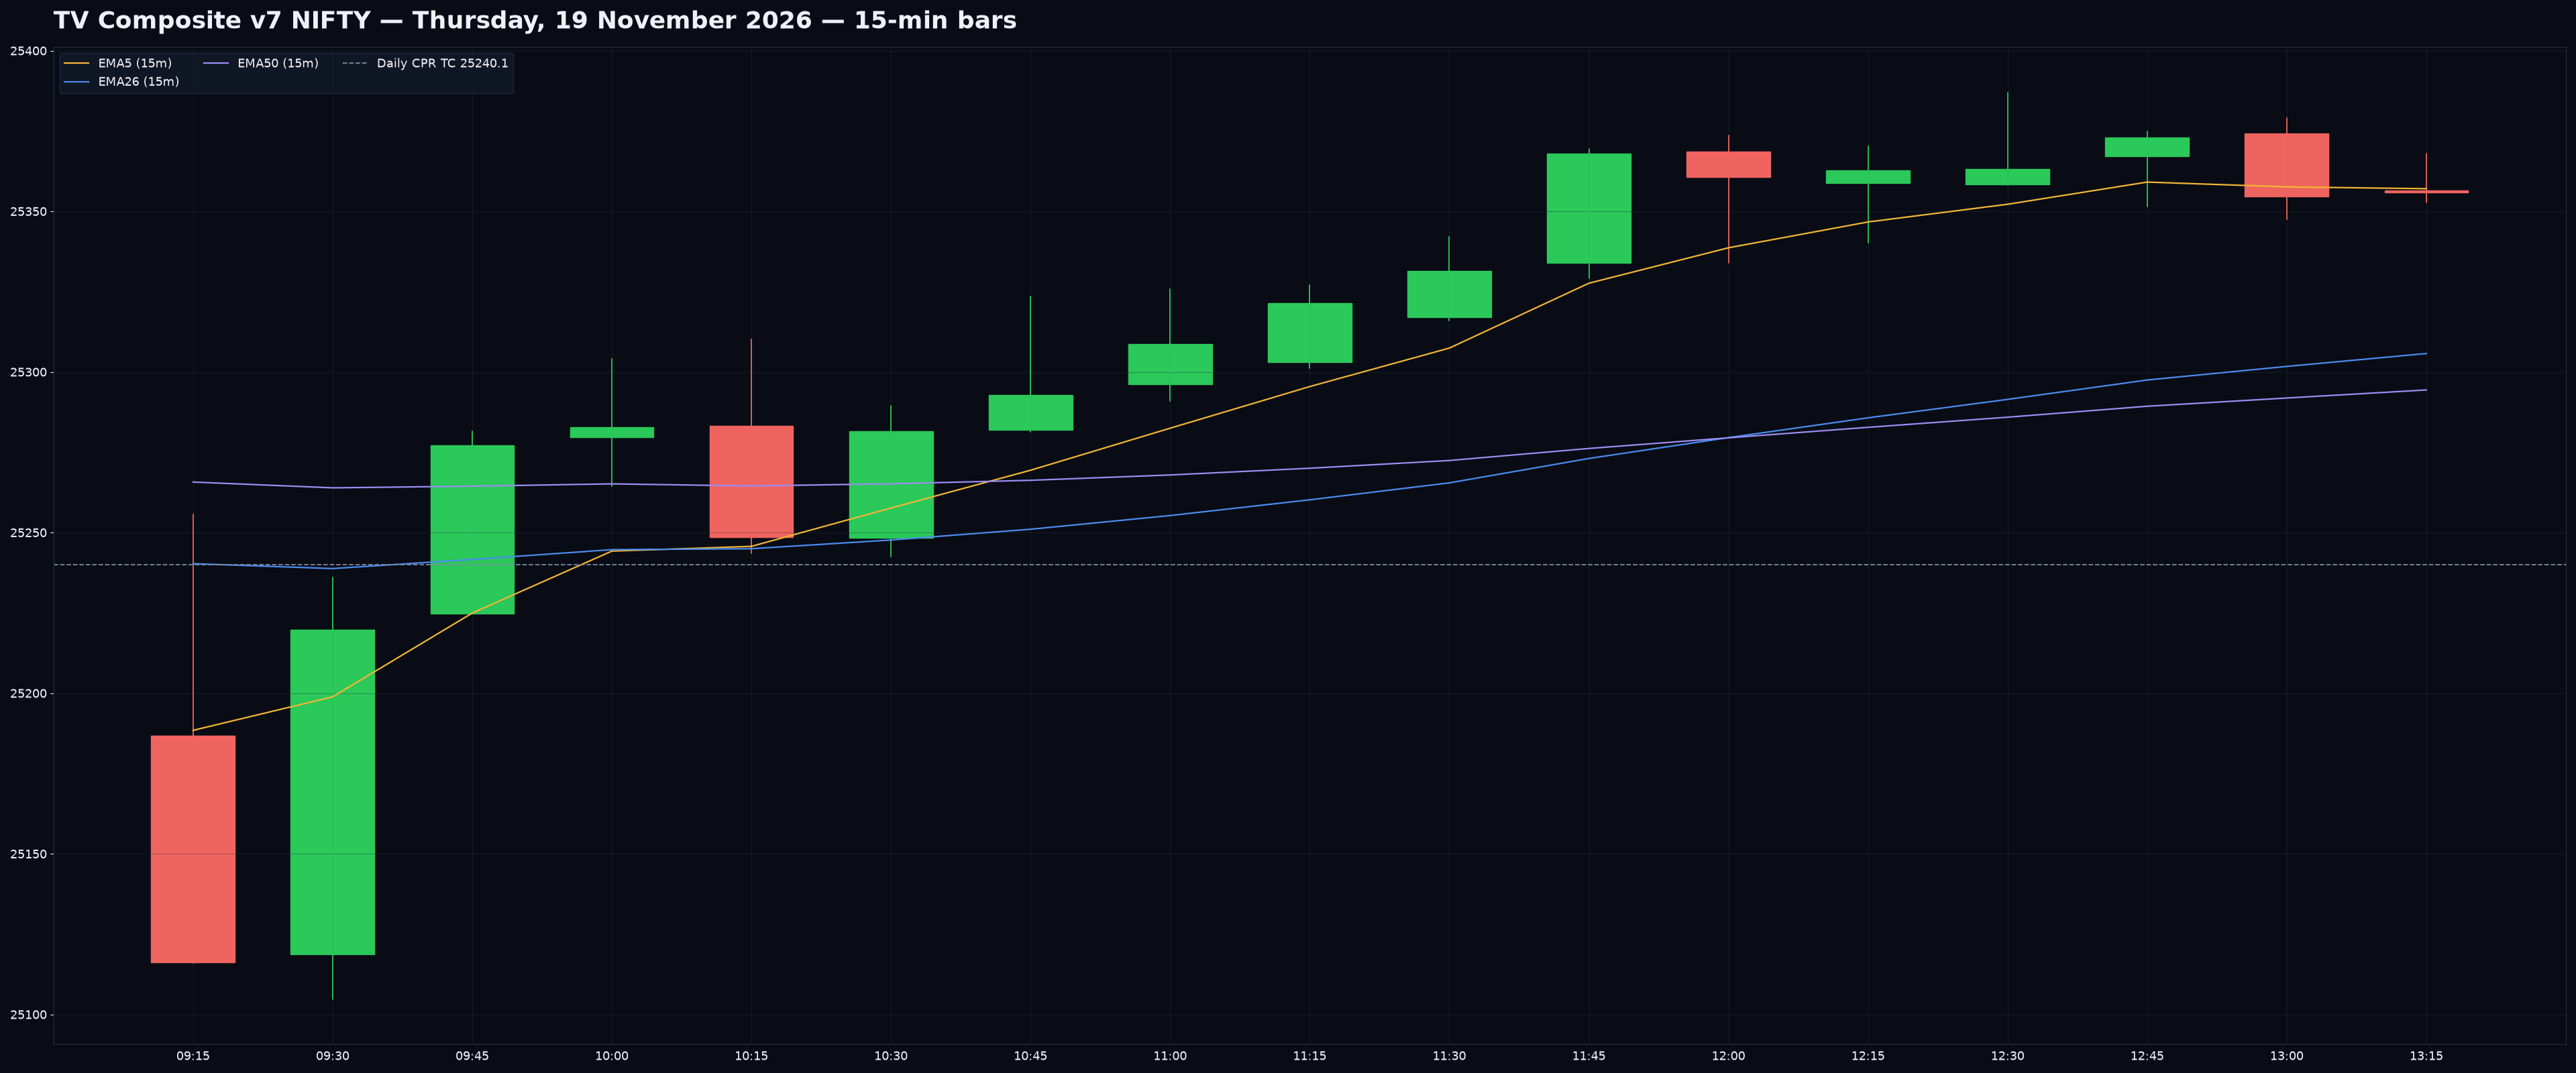 TV Composite v7 NIFTY — Thursday, 19 November 2026 — 15-min bars
EMA5 (15m) EMA50 (15m) Daily CPR TC 25240.1
EMA26 (15m)
25400
25350
25300
25250
25200
25150
25100
09:15 09:30 09:45 10:00 10:15 10:30 10:45 11:00 11:15 11:30 11:45 12:00 12:15 12:30 12:45 13:00 13:15